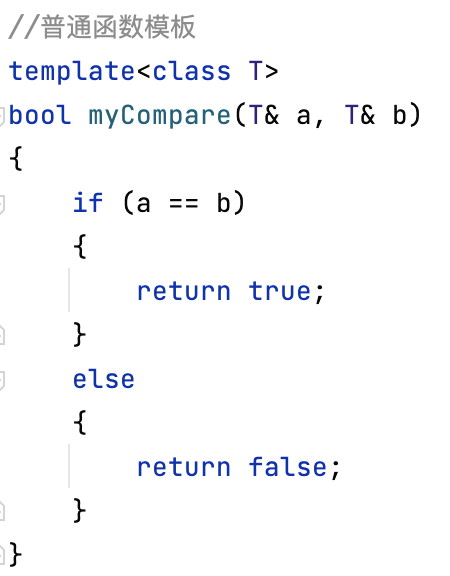 //普通函数模板
template<class T>
bool myCompare(T& a, T& b)
{
    if (a == b)
    {
        return true;
    }
    else
    {
        return false;
    }
}